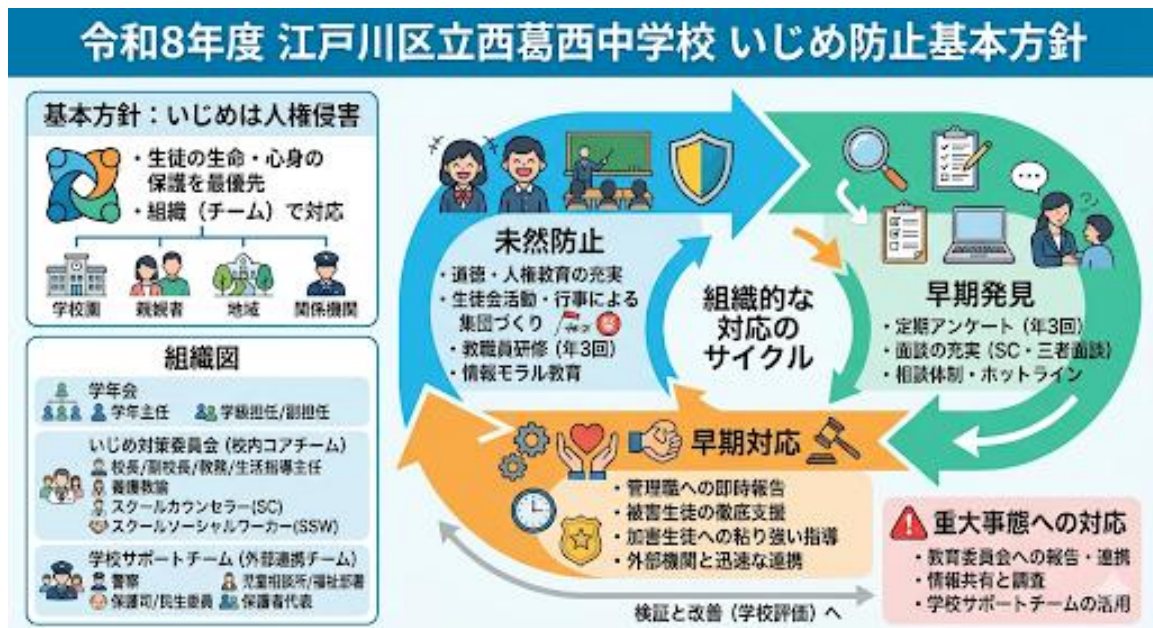 令和8年度 江戸川区立西葛西中学校 いじめ防止基本方針
基本方針：いじめは人権侵害
・生徒の生命・心身の
保護を最優先
・組織（チーム）で対応
学校園
親観者
地域
関係機関
組織図
学年会
学年主任
学級担任/副担任
いじめ対策委員会（校内コアチーム）
校長/副校長/教務/生活指導主任
養護教諭
スクールカウンセラー(SC)
スクールソーシャルワーカー(SSW)
学校サポートチーム（外部連携チーム）
警察
児童相談所/福祉部署
保護司/民生委員
保護者代表
未然防止
・道徳・人権教育の充実
・生徒会活動・行事による
集団づくり
・教職員研修（年3回）
・情報モラル教育
組織的な
対応の
サイクル
早期発見
・定期アンケート（年3回）
・面談の充実（SC・三者面談）
・相談体制・ホットライン
早期対応
・管理職への即時報告
・被害生徒の徹底支援
・加害生徒への粘り強い指導
・外部機関と迅速な連携
重大事態への対応
・教育委員会への報告・連携
・情報共有と調査
・学校サポートチームの活用
検証と改善（学校評価）へ